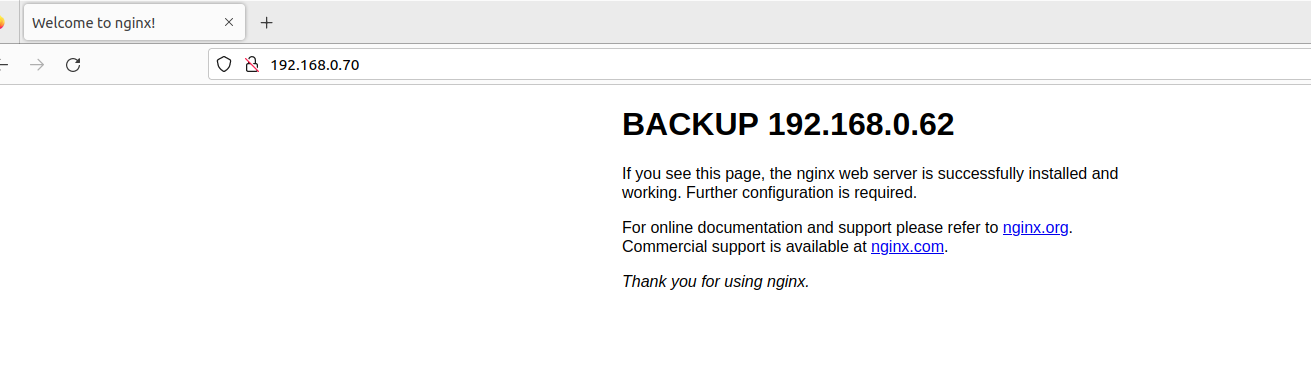 Welcome to nginx!
192.168.0.70
BACKUP 192.168.0.62
If you see this page, the nginx web server is successfully installed and
working. Further configuration is required.
For online documentation and support please refer to nginx.org.
Commercial support is available at nginx.com.
Thank you for using nginx.